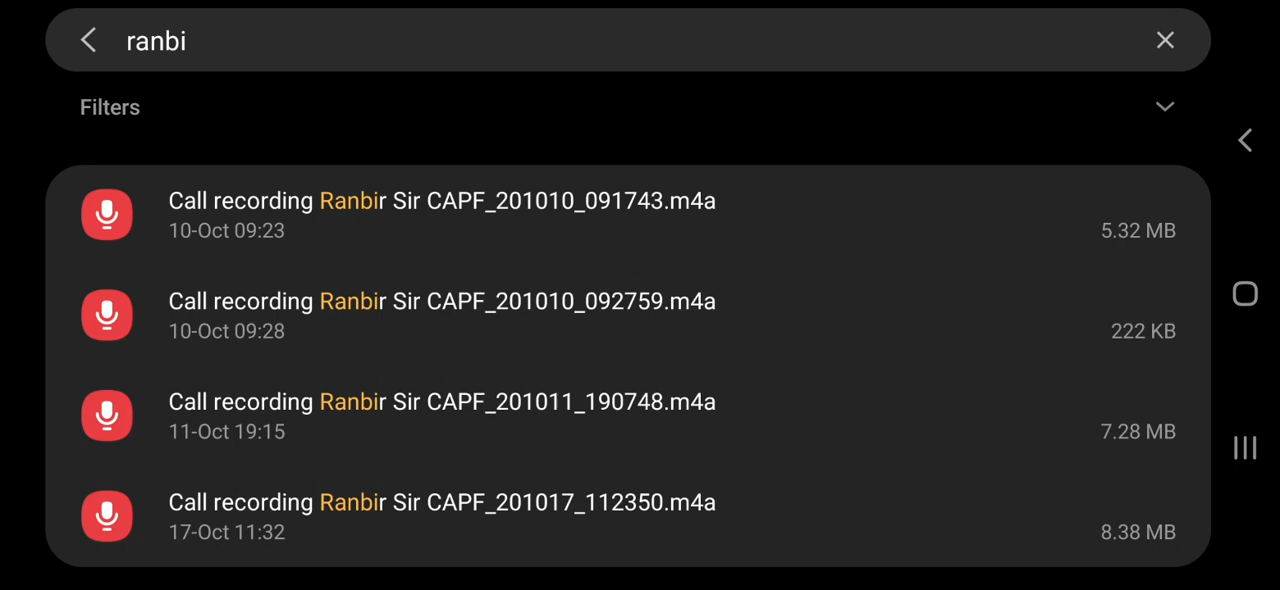 ranbi
Filters
Call recording Ranbir Sir CAPF_201010_091743.m4a
10-Oct 09:23 5.32 MB
Call recording Ranbir Sir CAPF_201010_092759.m4a
10-Oct 09:28 222 KB
Call recording Ranbir Sir CAPF_201011_190748.m4a
11-Oct 19:15 7.28 MB
Call recording Ranbir Sir CAPF_201017_112350.m4a
17-Oct 11:32 8.38 MB